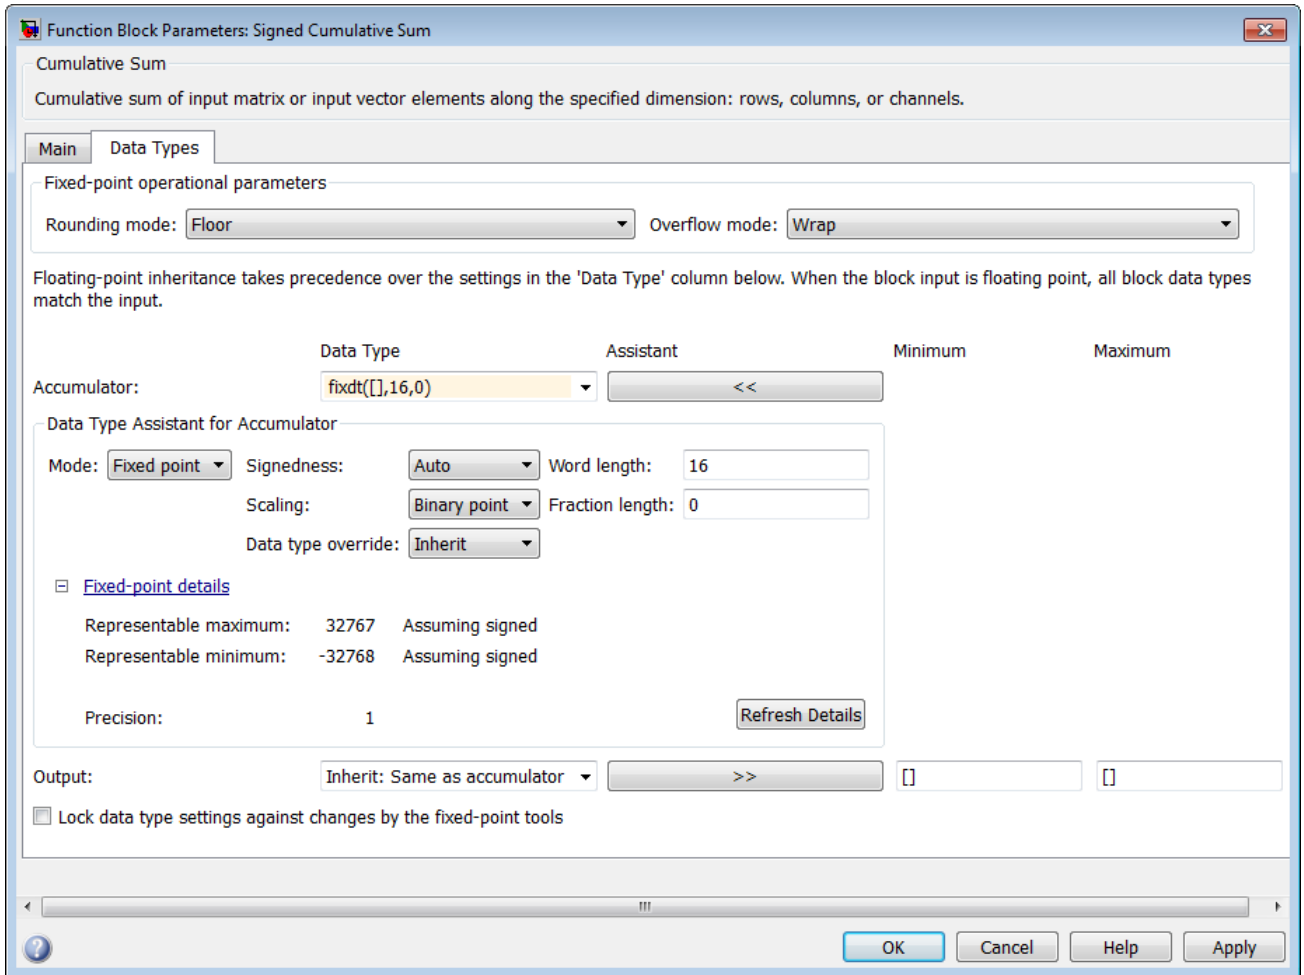 Function Block Parameters: Signed Cumulative Sum
Cumulative Sum
Cumulative sum of input matrix or input vector elements along the specified dimension: rows, columns, or channels.
Main Data Types
Fixed-point operational parameters
Rounding mode: Floor Overflow mode: Wrap
Floating-point inheritance takes precedence over the settings in the 'Data Type' column below. When the block input is floating point, all block data types
match the input.
Data Type Assistant Minimum Maximum
Accumulator: fixdt([],16,0) <<
Data Type Assistant for Accumulator
Mode: Fixed point Signedness: Auto Word length: 16
Scaling: Binary point Fraction length: 0
Data type override: Inherit
Fixed-point details
Representable maximum: 32767 Assuming signed
Representable minimum: -32768 Assuming signed
Precision: 1 Refresh Details
Output: Inherit: Same as accumulator >> [] []
Lock data type settings against changes by the fixed-point tools
? OK Cancel Help Apply